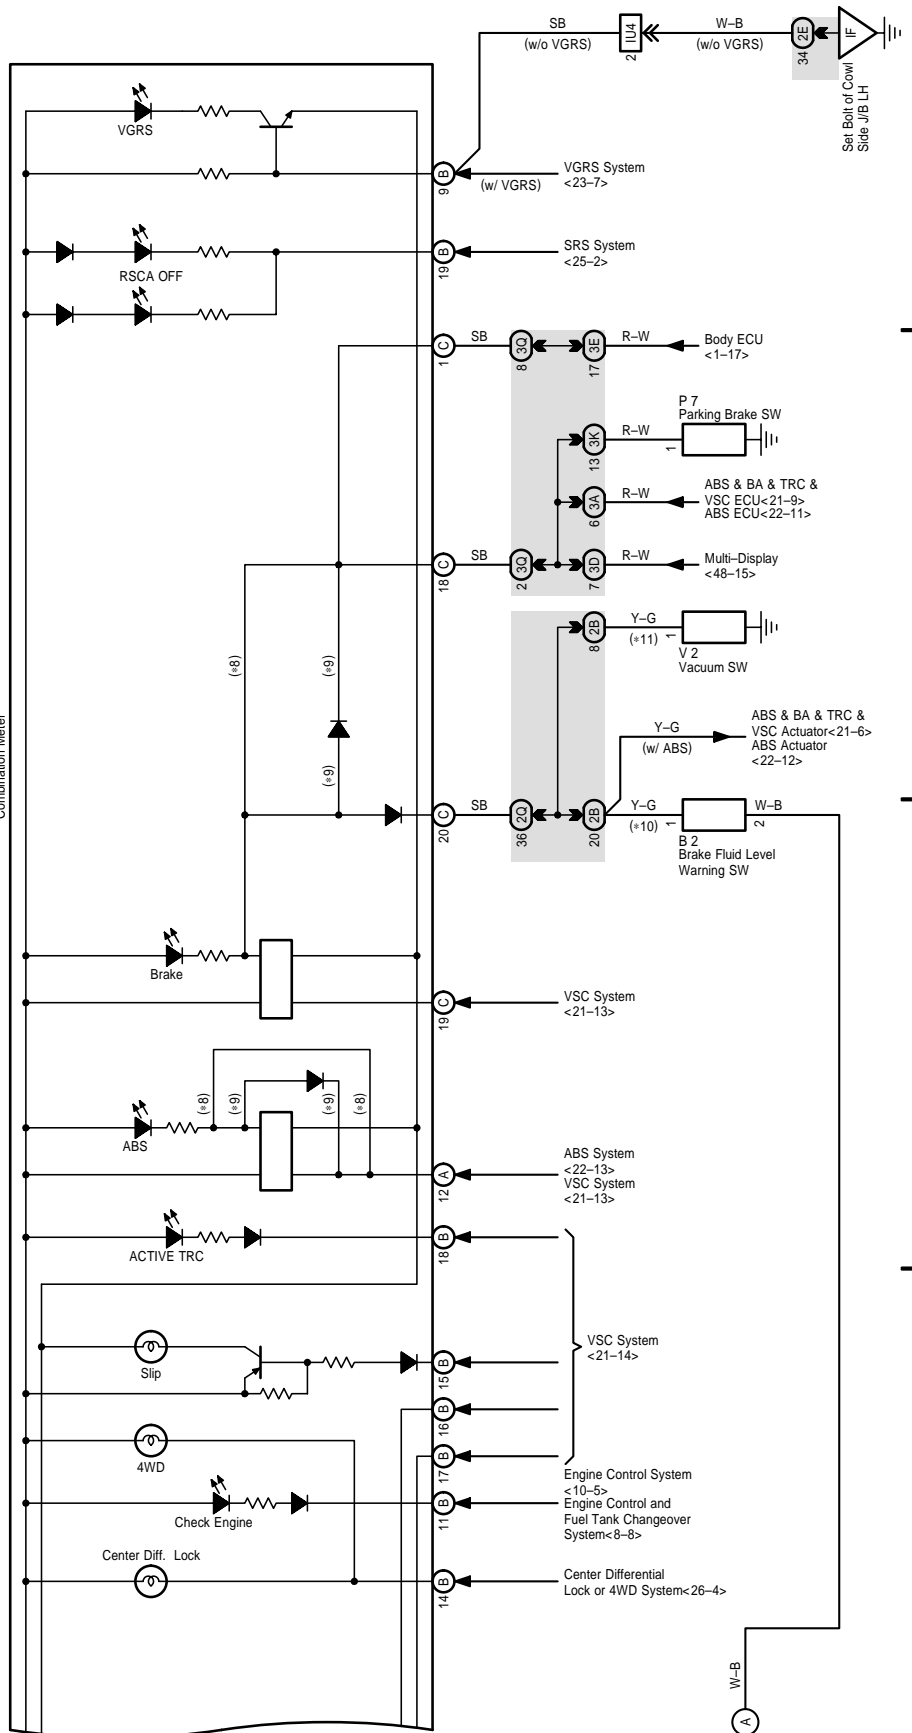 SB
(w/o VGRS)
2
IU4
W–B
(w/o VGRS)
34
2E
IF
Set Bolt of Cowl
Side J/B LH
VGRS
9
B
(w/ VGRS)
VGRS System
<23–7>
RSCA OFF
19
B
SRS System
<25–2>
1
C
SB
8
3Q
17
3E
R–W
Body ECU
<1–17>
13
3K
R–W
1
P 7
Parking Brake SW
6
3A
R–W
ABS & BA & TRC &
VSC ECU<21–9>
ABS ECU<22–11>
18
C
SB
2
3Q
7
3D
R–W
Multi–Display
<48–15>
(*8)
(*9)
(*9)
8
2B
Y–G
(*11)
1
V 2
Vacuum SW
Y–G
(w/ ABS)
ABS & BA & TRC &
VSC Actuator<21–6>
ABS Actuator
<22–12>
Combination Meter
20
C
SB
36
2Q
20
2B
Y–G
(*10)
1
W–B
2
B 2
Brake Fluid Level
Warning SW
Brake
19
C
VSC System
<21–13>
(*8)
(*9)
(*9)
(*8)
ABS
12
A
ABS System
<22–13>
VSC System
<21–13>
ACTIVE TRC
18
B
Slip
15
B
VSC System
<21–14>
16
B
4WD
17
B
Check Engine
11
B
Engine Control System
<10–5>
Engine Control and
Fuel Tank Changeover
System<8–8>
Center Diff. Lock
14
B
Center Differential
Lock or 4WD System<26–4>
W–B
A